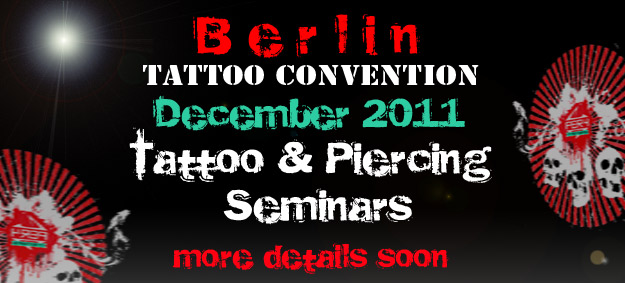 Berlin
TATTOO CONVENTION
December 2011
Tattoo & Piercing
Seminars
more details soon